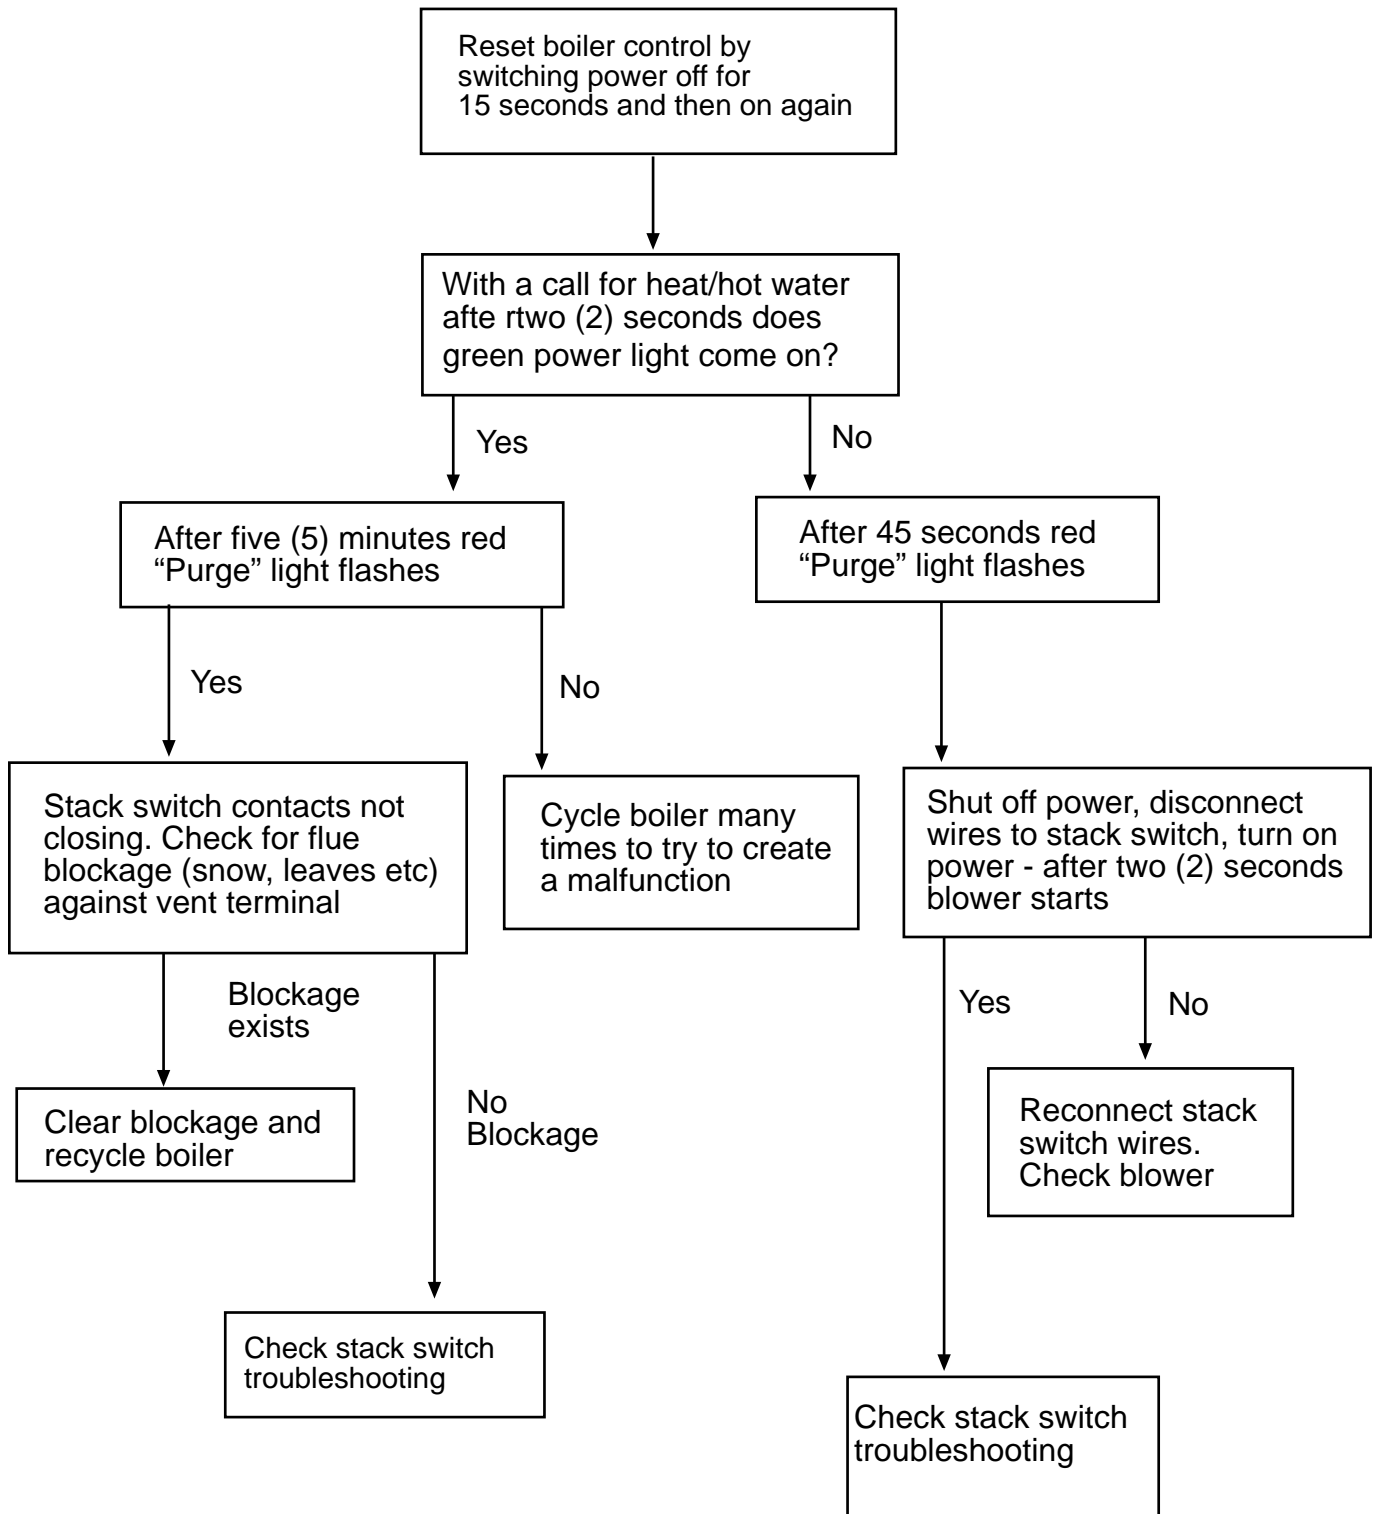 Reset boiler control by
switching power off for
15 seconds and then on again
With a call for heat/hot water
afte rtwo (2) seconds does
green power light come on?
Yes
No
After five (5) minutes red
“Purge” light flashes
After 45 seconds red
“Purge” light flashes
Yes
No
Stack switch contacts not
closing. Check for flue
blockage (snow, leaves etc)
against vent terminal
Cycle boiler many
times to try to create
a malfunction
Shut off power, disconnect
wires to stack switch, turn on
power - after two (2) seconds
blower starts
Blockage
exists
No
Blockage
Yes
No
Clear blockage and
recycle boiler
Reconnect stack
switch wires.
Check blower
Check stack switch
troubleshooting
Check stack switch
troubleshooting